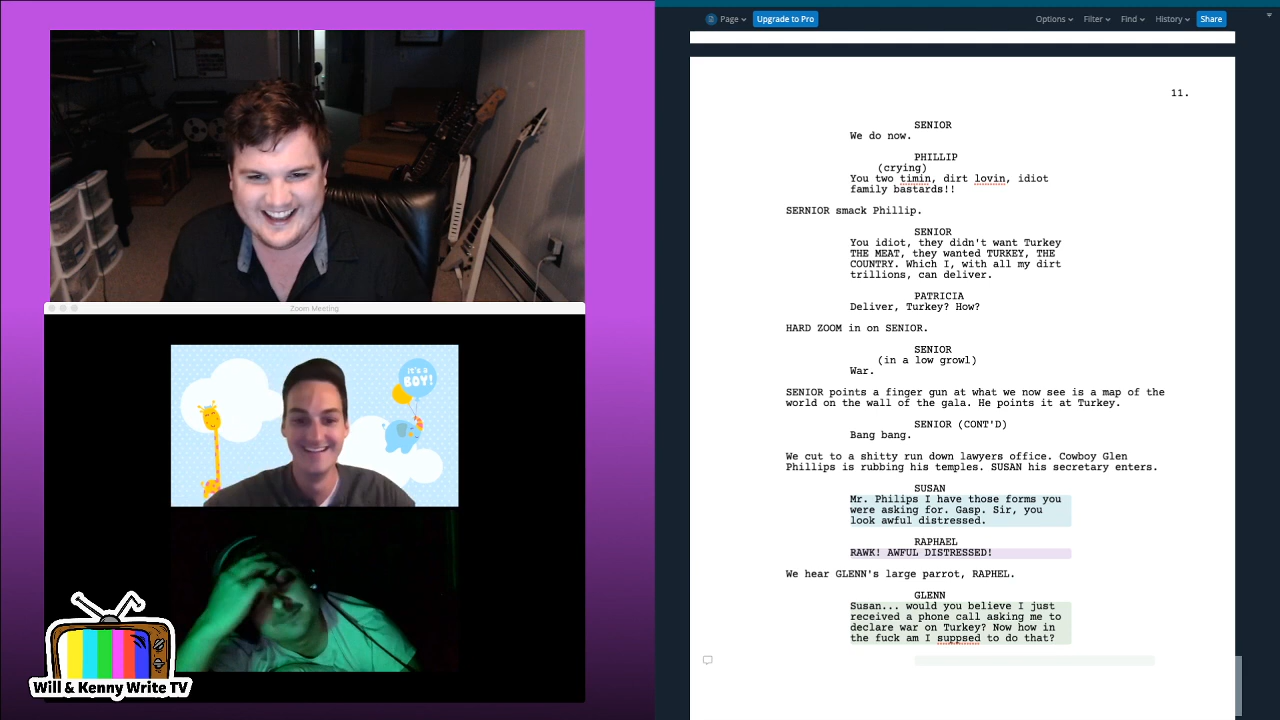 Page
Upgrade to Pro
Options
Filter
Find
History
Share
11.
SENIOR
We do now.
PHILLIP
(crying)
You two timin, dirt lovin, idiot
family bastards!!
SERNIOR smack Phillip.
SENIOR
You idiot, they didn't want Turkey
THE MEAT, they wanted TURKEY, THE
COUNTRY. Which I, with all my dirt
trillions, can deliver.
PATRICIA
Deliver, Turkey? How?
HARD ZOOM in on SENIOR.
SENIOR
(in a low growl)
War.
SENIOR points a finger gun at what we now see is a map of the
world on the wall of the gala. He points it at Turkey.
SENIOR (CONT'D)
Bang bang.
We cut to a shitty run down lawyers office. Cowboy Glen
Phillips is rubbing his temples. SUSAN his secretary enters.
SUSAN
Mr. Philips I have those forms you
were asking for. Gasp. Sir, you
look awful distressed.
RAPHAEL
RAWK! AWFUL DISTRESSED!
We hear GLENN's large parrot, RAPHEL.
GLENN
Susan... would you believe I just
received a phone call asking me to
declare war on Turkey? Now how in
the fuck am I suppsed to do that?
Zoom Meeting
it's a
BOY!
Will & Kenny Write TV